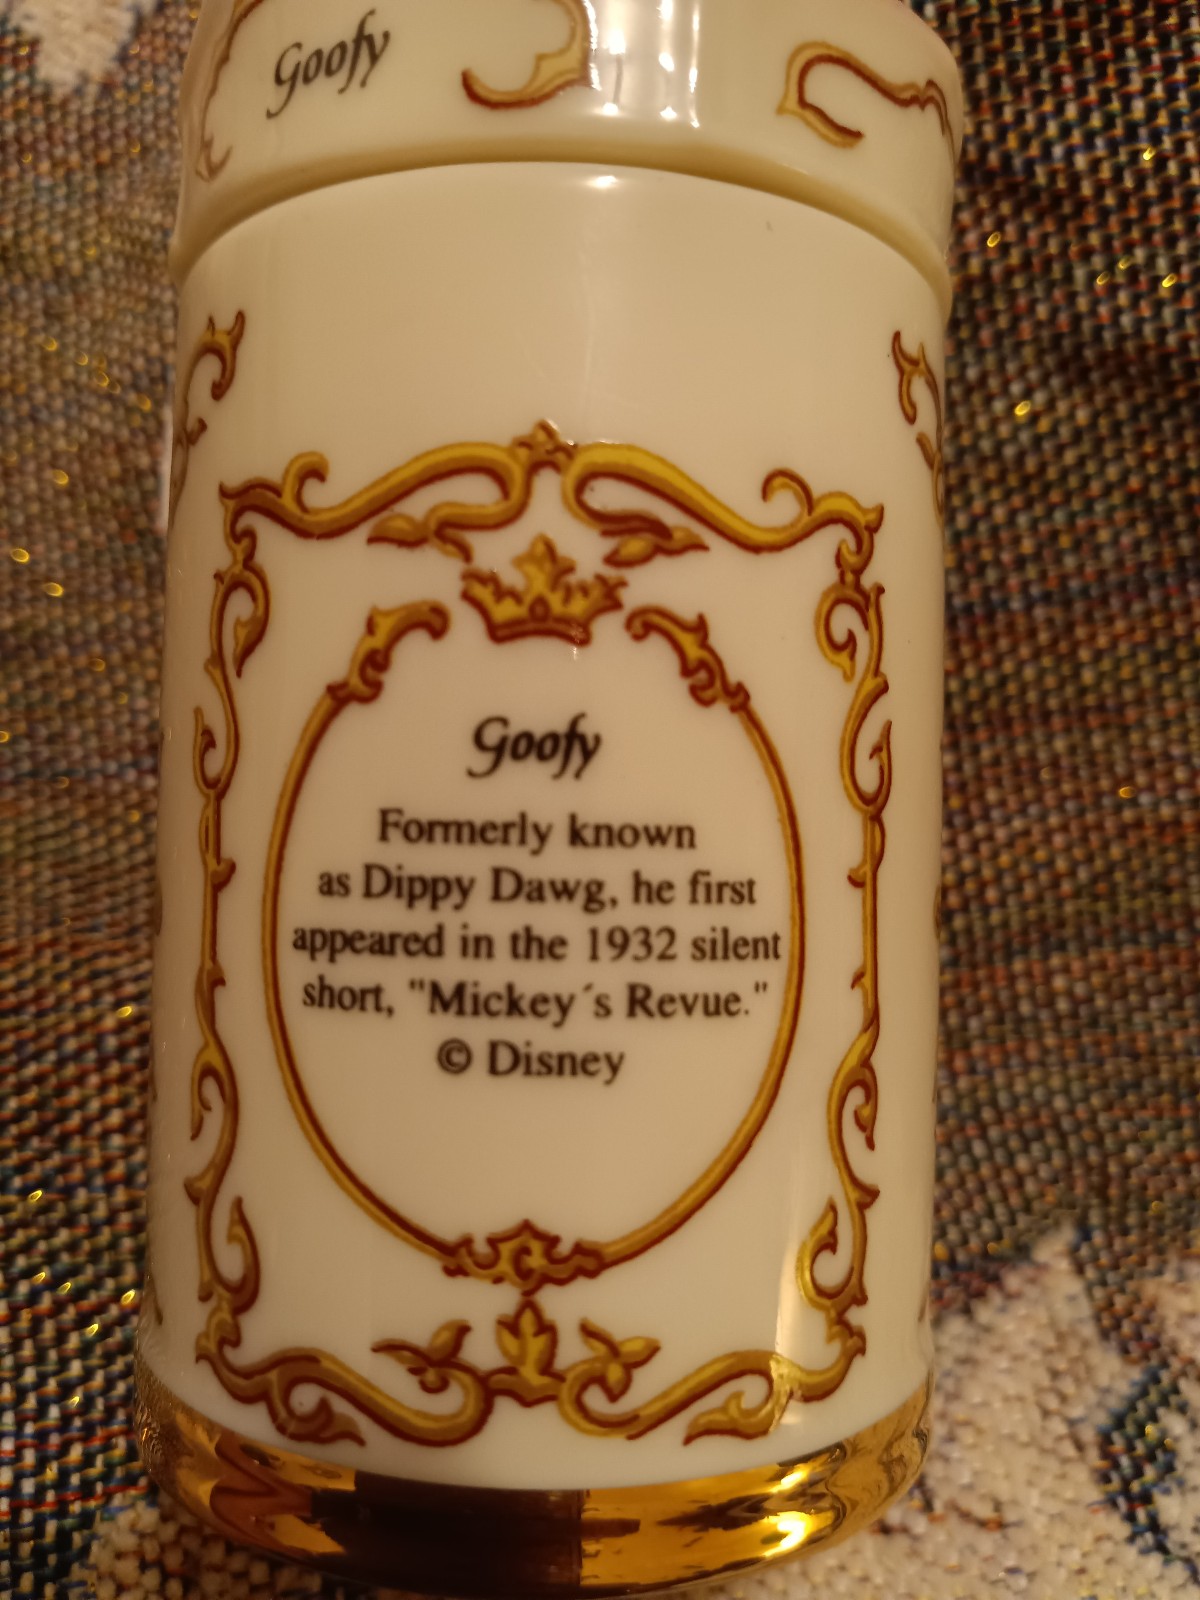 Goofy
Goofy
Formerly known
as Dippy Dawg, he first
appeared in the 1932 silent
short, "Mickey´s Revue."
© Disney